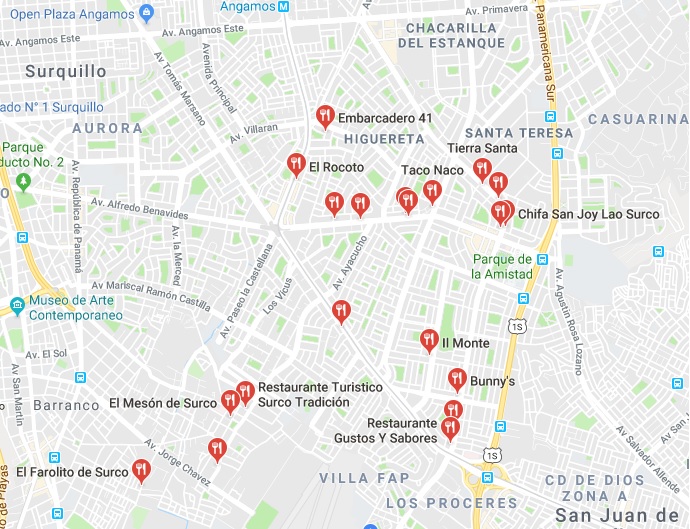 Open Plaza Angamos
Angamos M
Av. Primavera
Av. Angamos Este
Av. Angamos Este
CHACARILLA
DEL ESTANQUE
Panamericana Sur
Surquillo
Av. Tomás Marsano
Avenida Principal
ado N° 1 Surquillo
AURORA
Av. Villaran
Embarcadero 41
HIGUERETA
SANTA TERESA
CASUARINA
Tierra Santa
Parque
ducto No. 2
El Rocoto
Taco Naco
O
Av. República de Panamá
Av. Alfredo Benavides
Av. la Merced
Chifa San Joy Lao Surco
Av. Paseo la Castellana
Los Vicus
Av. Ayacucho
Parque de
la Amistad
Av Mariscal Ramón Castilla
Av. Agustín Rosa Lozano
Museo de Arte
Contemporaneo
1S
Av. El Sol
Il Monte
Av. San Martín
Barranco
Bunny's
Restaurante Turistico
Surco Tradición
El Mesón de Surco
Restaurante
Gustos Y Sabores
Av. Jorge Chavez
1S
Av. Salvador Allende
El Farolito de Surco
VILLA FAP
CD DE DIOS
ZONA A
LOS PROCERES
San Juan de
de Playas